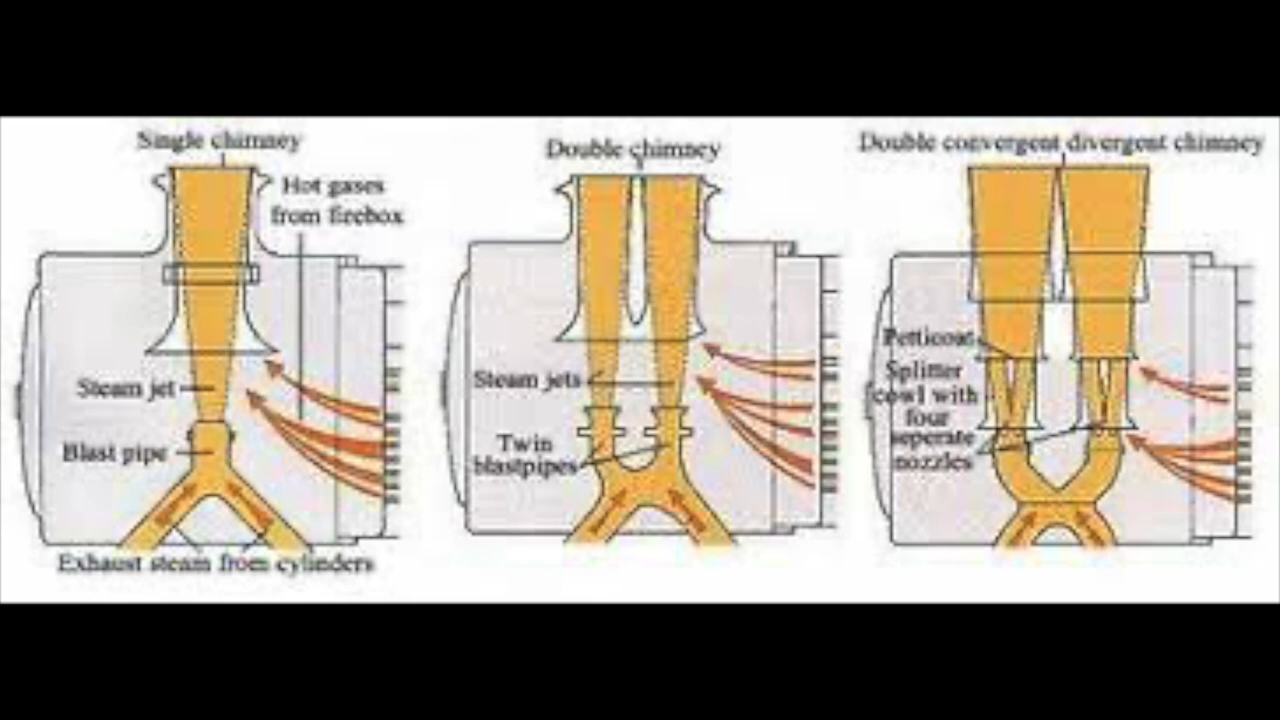 Single chimney
Hot gases
from firebox
Steam jet
Blast pipe
Exhaust steam from cylinders
Double chimney
Steam jets
Twin
blastpipes
Double convergent divergent chimney
Petticoat
Splitter
cowl with
four
seperate
nozzles